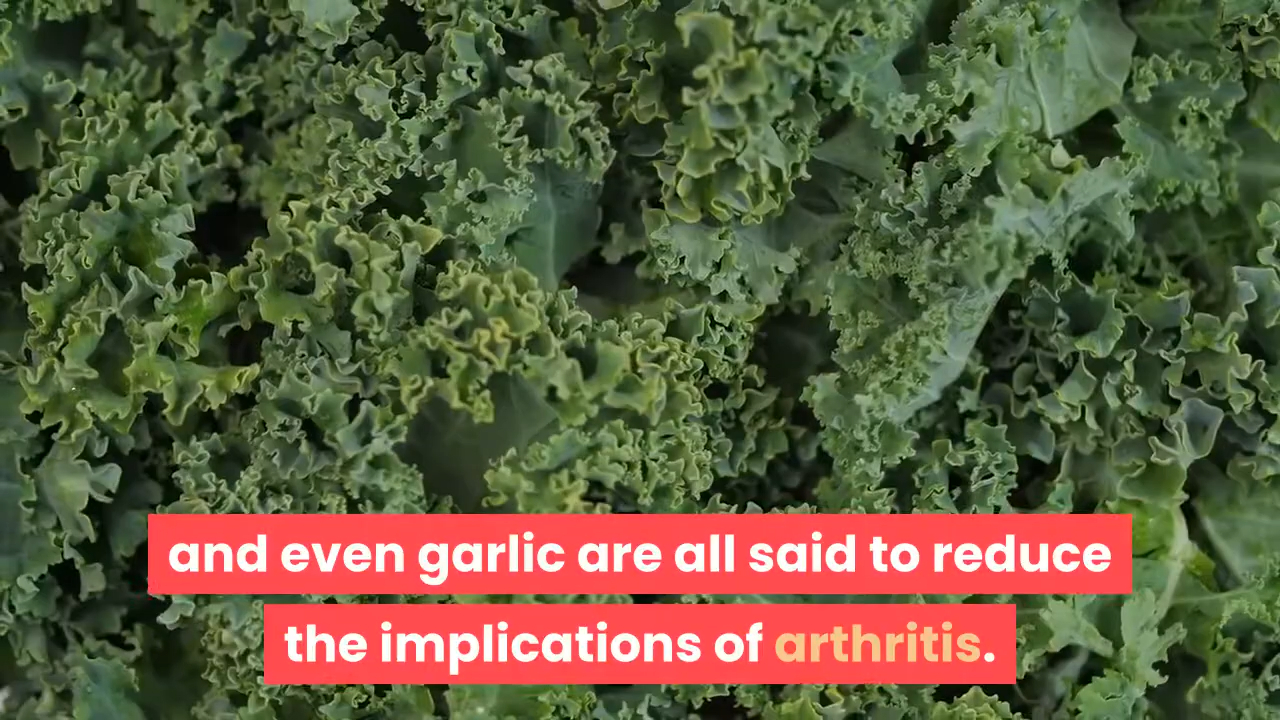 and even garlic are all said to reduce
the implications of arthritis.